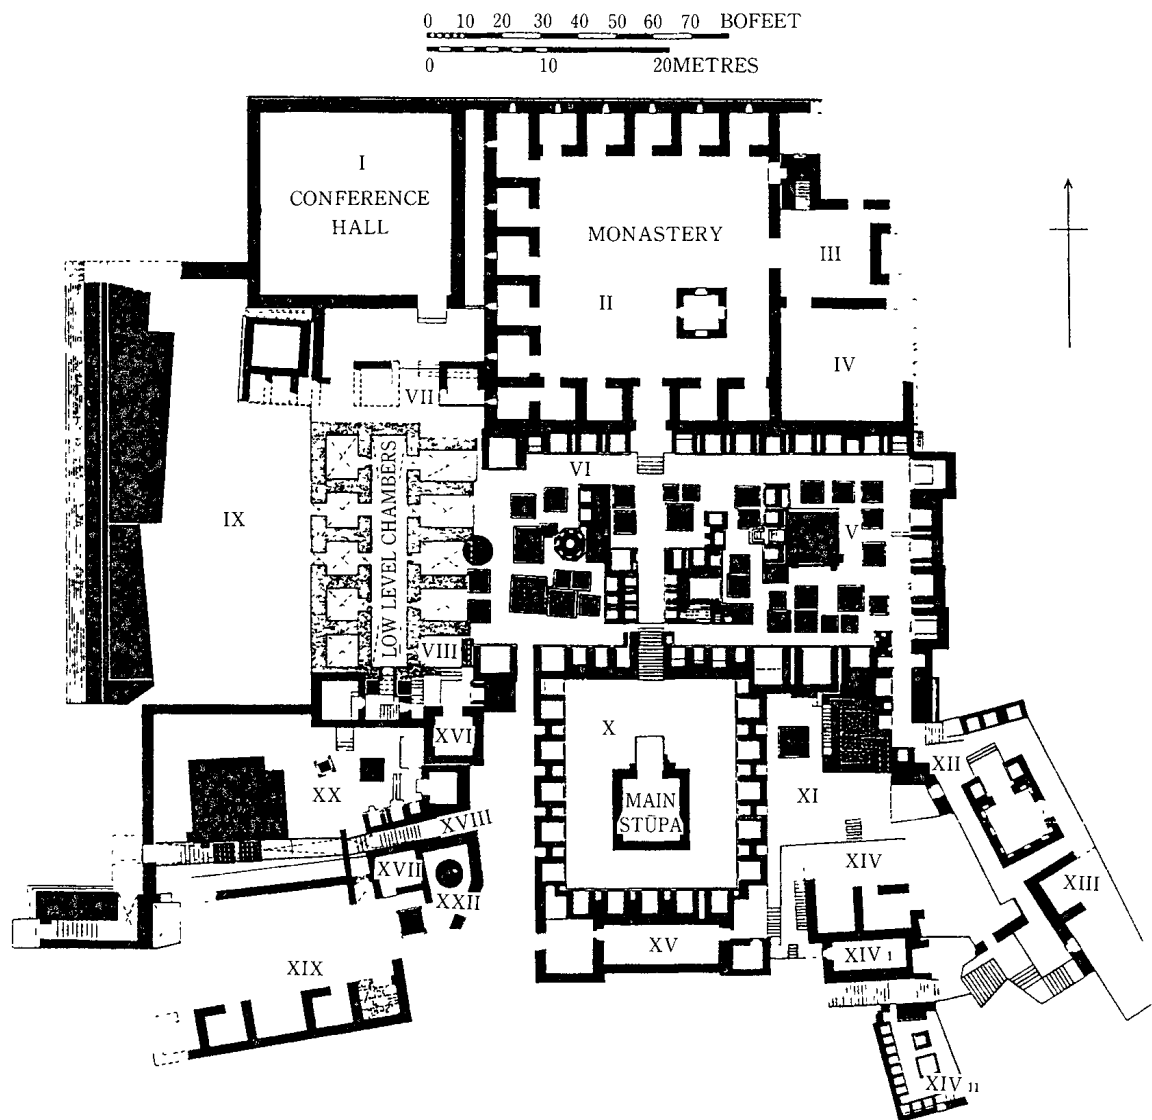 0 10 20 30 40 50 60 70 BOFEET
0 10 20METRES
I
CONFERENCE
HALL
MONASTERY
II
III
IV
VII
VI
LOW LEVEL CHAMBERS
IX
V
VIII
X
XVI
MAIN
STŪPA
XII
XI
XX
XVIII
XVII
XXII
XIV
XIII
XV
XIV I
XIX
XIV II